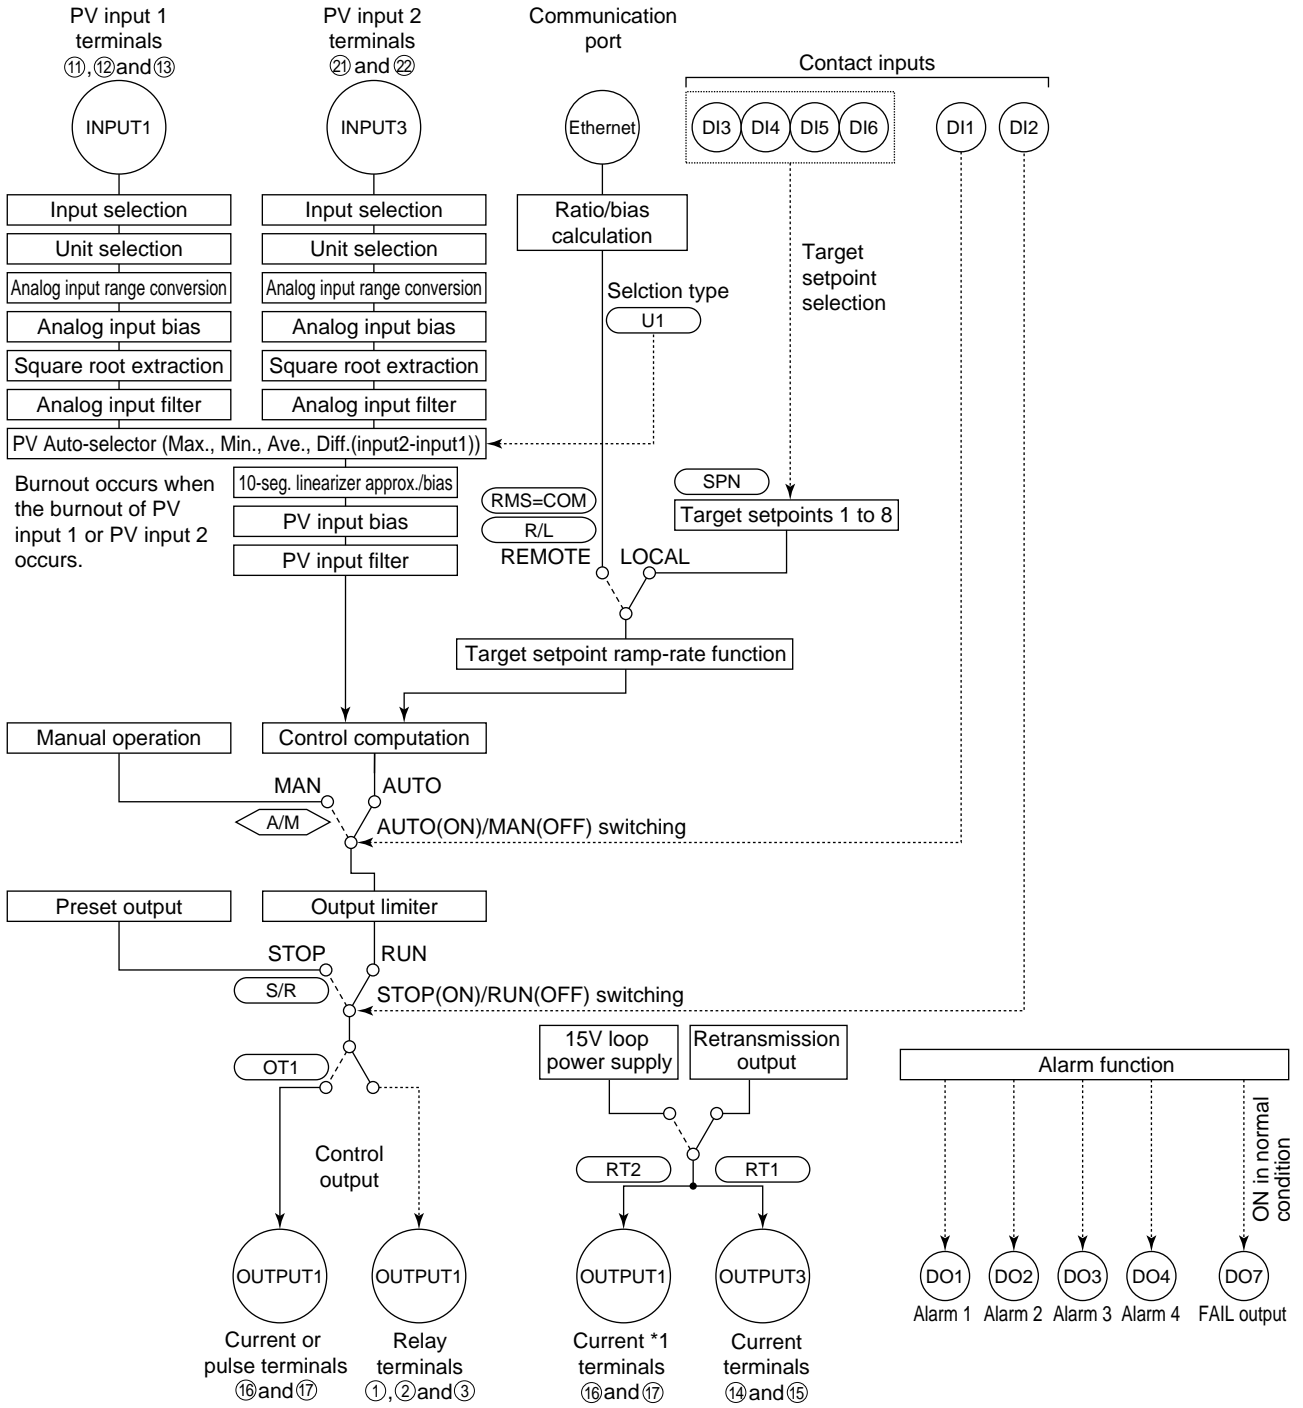 PV input 1
terminals
⑪,⑫and⑬
PV input 2
terminals
㉑ and ㉒
Communication
port
Contact inputs
INPUT1
INPUT3
Ethernet
DI3
DI4
DI5
DI6
DI1
DI2
Input selection
Unit selection
Analog input range conversion
Analog input bias
Square root extraction
Analog input filter
Input selection
Unit selection
Analog input range conversion
Analog input bias
Square root extraction
Analog input filter
Ratio/bias
calculation
Target
setpoint
selection
Selction type
U1
PV Auto-selector (Max., Min., Ave., Diff.(input2-input1))
Burnout occurs when
the burnout of PV
input 1 or PV input 2
occurs.
10-seg. linearizer approx./bias
PV input bias
PV input filter
RMS=COM
R/L
REMOTE
LOCAL
SPN
Target setpoints 1 to 8
Target setpoint ramp-rate function
Manual operation
Control computation
MAN
AUTO
A/M
AUTO(ON)/MAN(OFF) switching
Preset output
Output limiter
STOP
RUN
S/R
STOP(ON)/RUN(OFF) switching
OT1
Control
output
15V loop
power supply
Retransmission
output
RT2
RT1
Alarm function
ON in normal
condition
OUTPUT1
OUTPUT1
OUTPUT1
OUTPUT3
DO1
DO2
DO3
DO4
DO7
Alarm 1
Alarm 2
Alarm 3
Alarm 4
FAIL output
Current or
pulse terminals
⑯and⑰
Relay
terminals
①,②and③
Current *1
terminals
⑯and⑰
Current
terminals
⑭and⑮